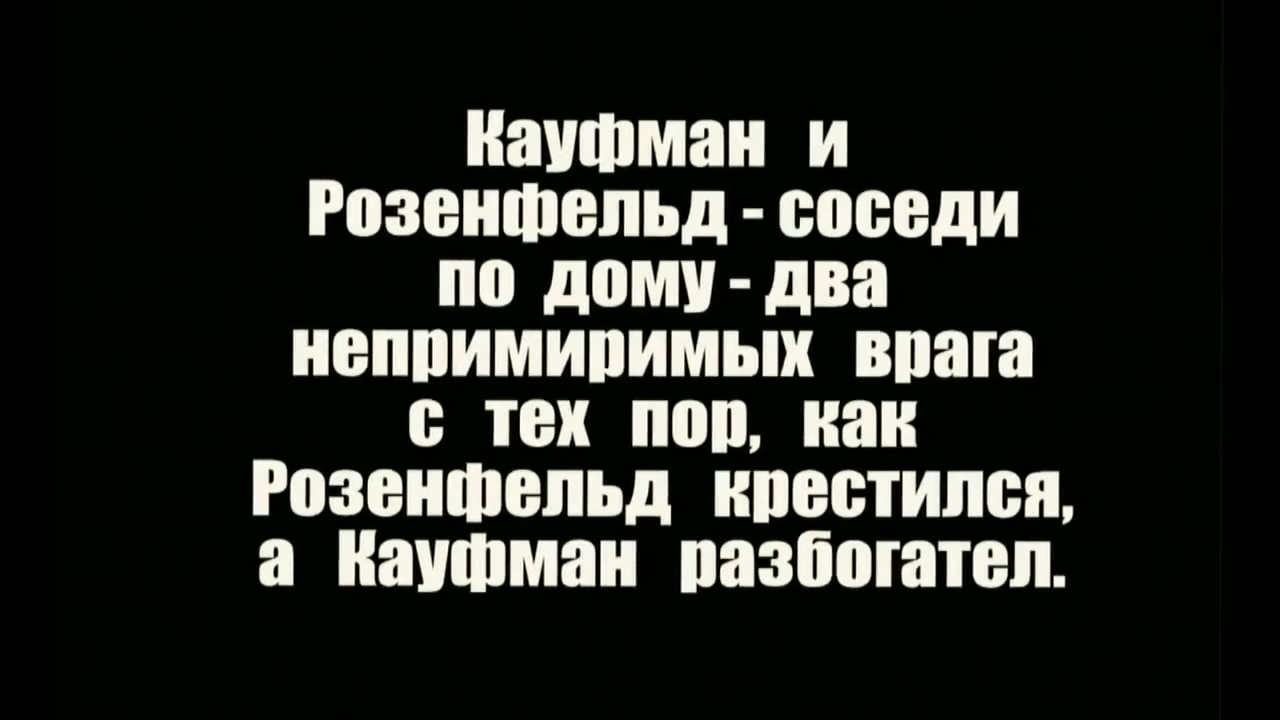 Кауфман и
Розенфельд - соседи
по дому - два
непримиримых врага
с тех пор, как
Розенфельд крестился,
а Кауфман разбогател.